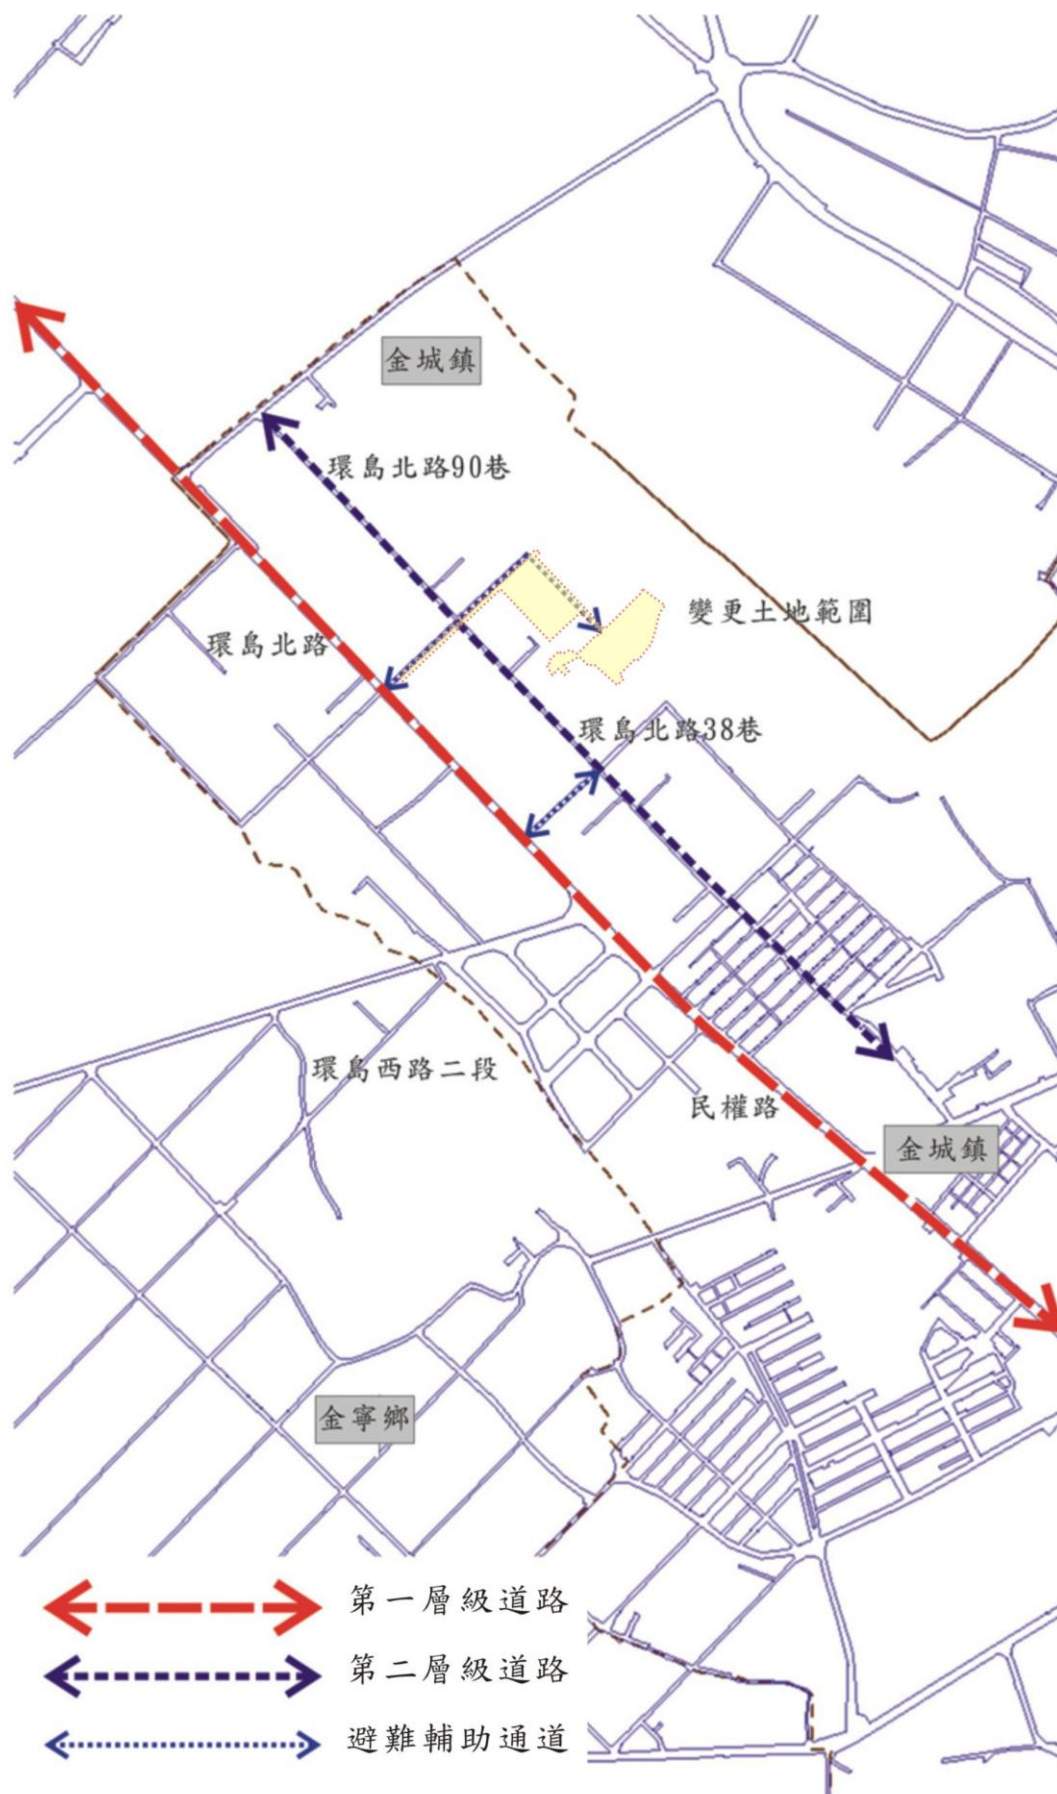 金城鎮
環島北路90巷
變更土地範圍
環島北路
環島北路38巷
環島西路二段
民權路
金城鎮
金寧鄉
第一層級道路
第二層級道路
避難輔助通道